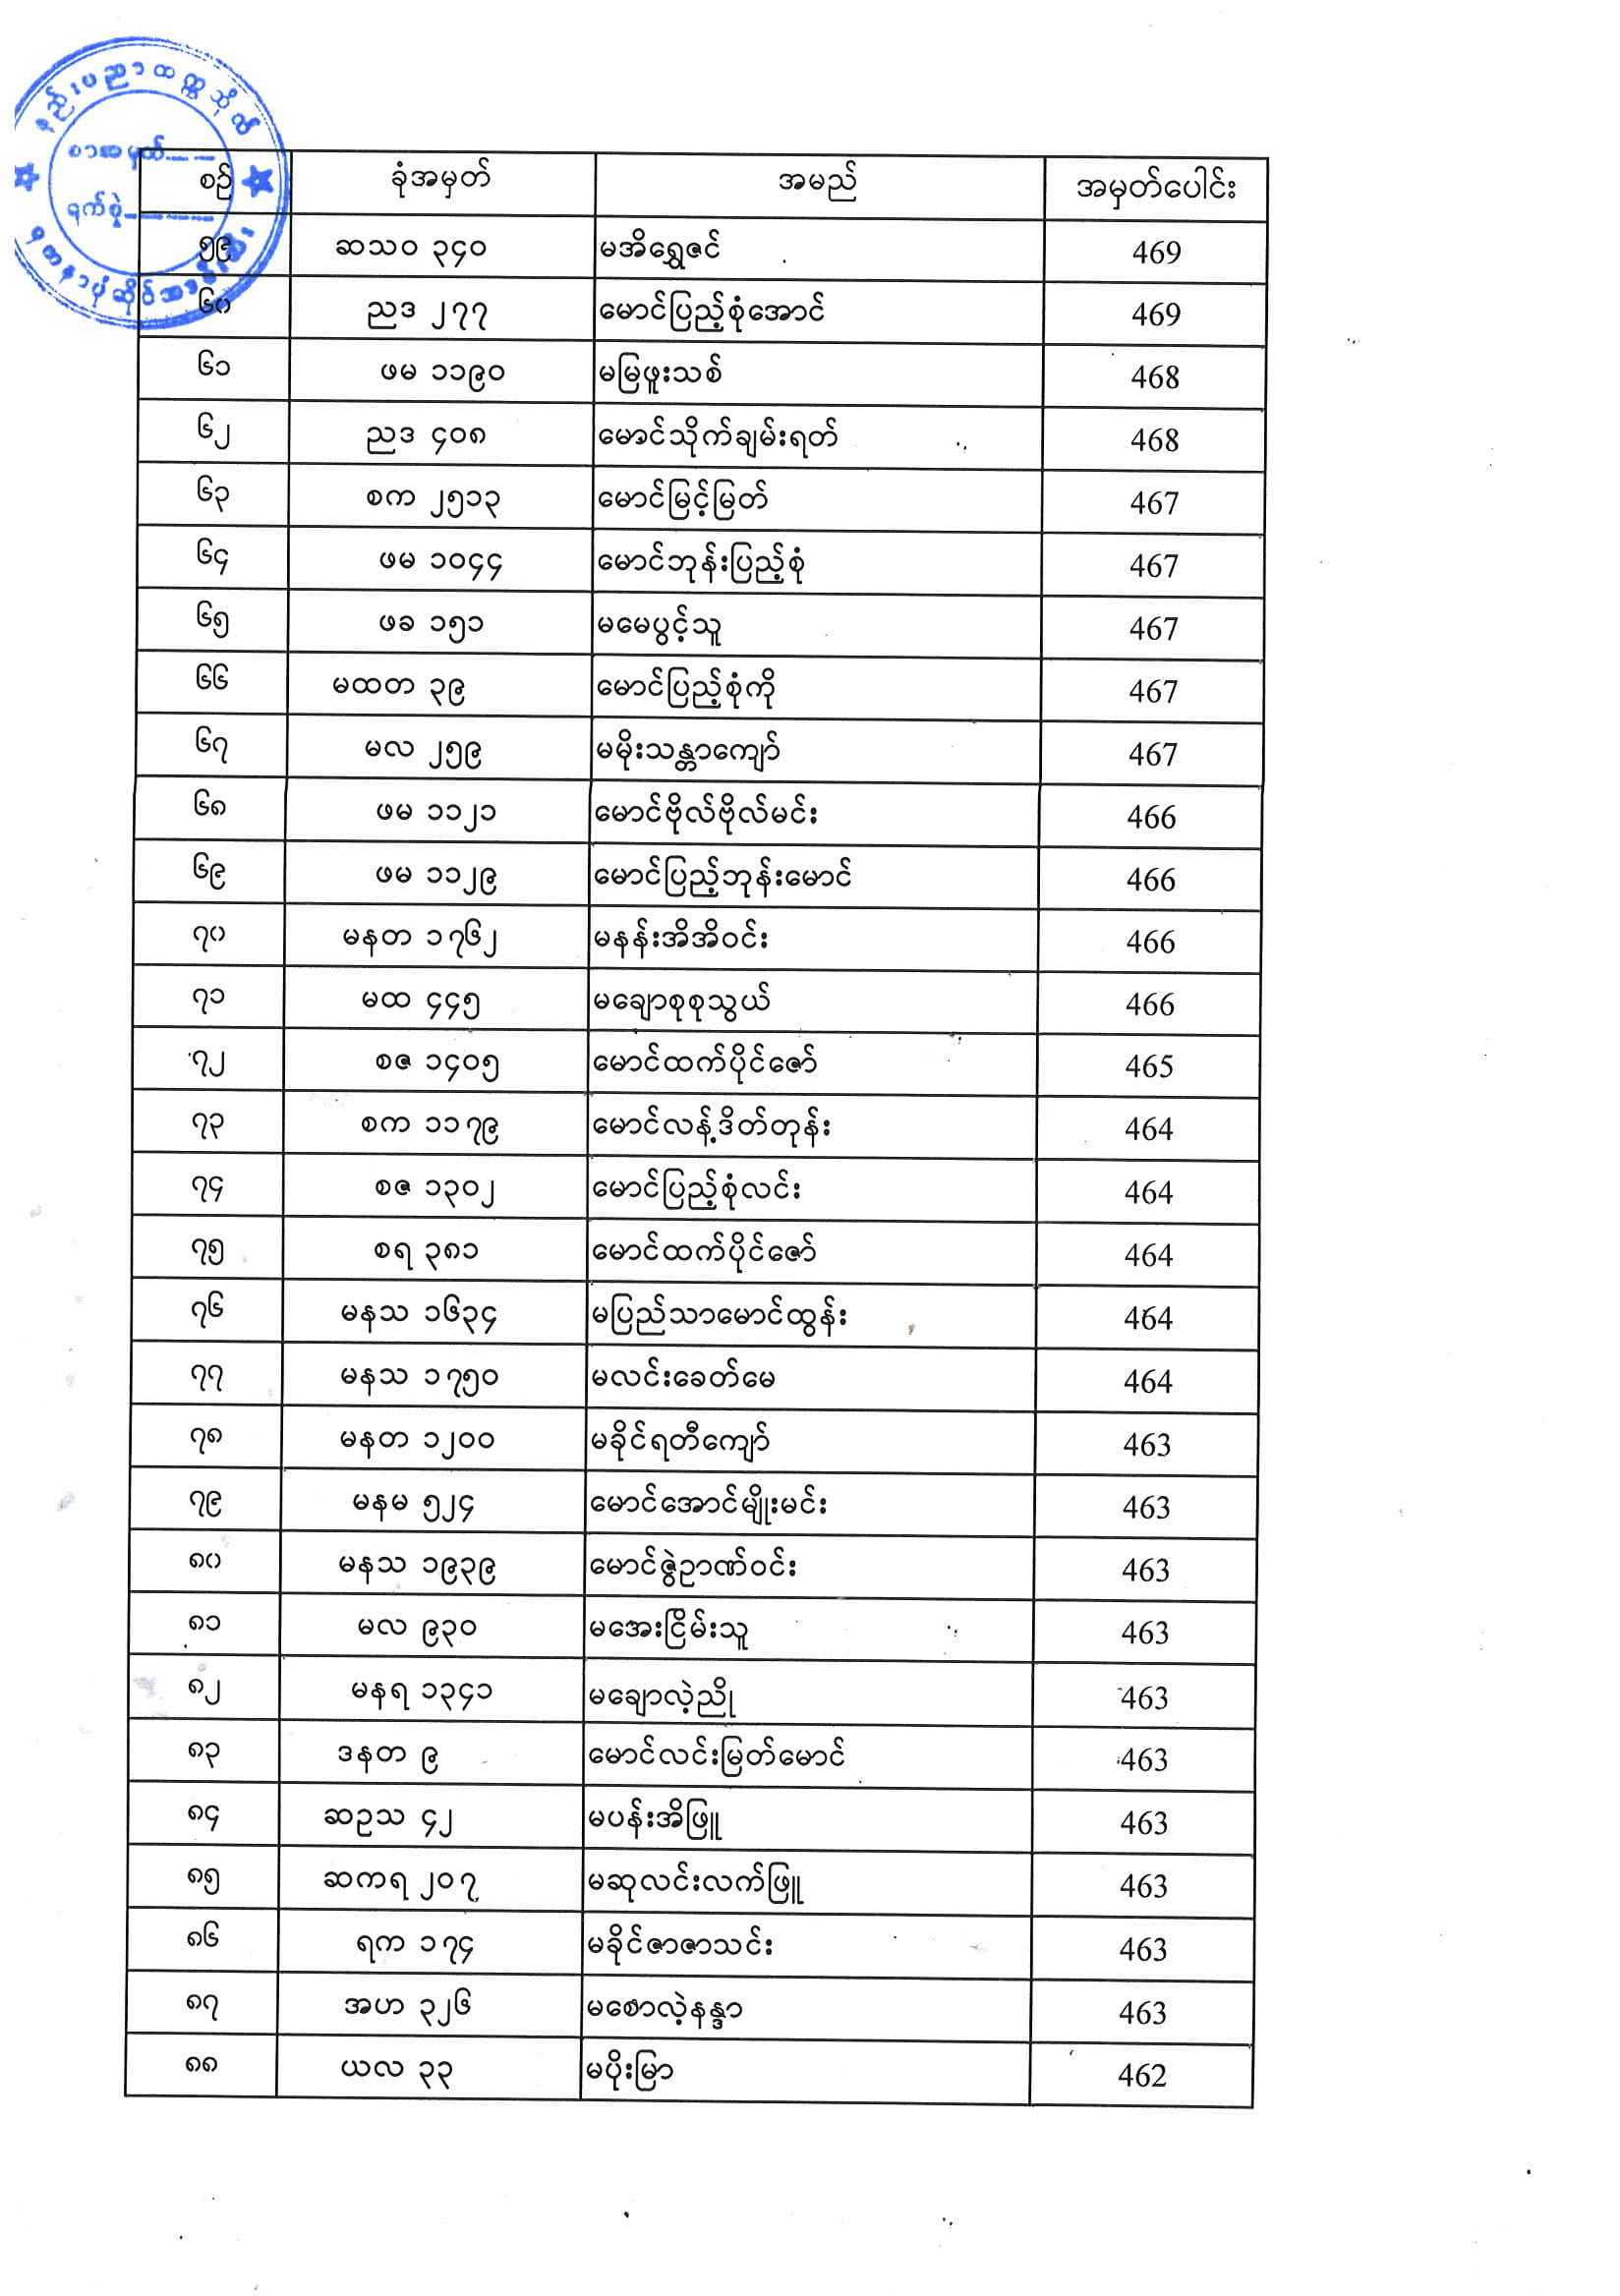 နည်းပညာတက္ကသိုလ်
စာအမှတ်
ရက်စွဲ
ရတနာပုံဆိုက်ဘာစီးတီး
စဉ် ခုံအမှတ် အမည် အမှတ်ပေါင်း
၅၉ ဆသဝ ၃၄၀ မအိရွှေဇင် 469
၆၀ ညဒ ၂၇၇ မောင်ပြည့်စုံအောင် 469
၆၁ ဖမ ၁၁၉၀ မမြဖူးသစ် 468
၆၂ ညဒ ၄၀၈ မောင်သိုက်ချမ်းရတ် 468
၆၃ စက ၂၅၁၃ မောင်မြင့်မြတ် 467
၆၄ ဖမ ၁၀၄၄ မောင်ဘုန်းပြည့်စုံ 467
၆၅ ဖခ ၁၅၁ မမေပွင့်သူ 467
၆၆ မထတ ၃၉ မောင်ပြည့်စုံကို 467
၆၇ မလ ၂၅၉ မမိုးသန္တာကျော် 467
၆၈ ဖမ ၁၁၂၁ မောင်ဗိုလ်ဗိုလ်မင်း 466
၆၉ ဖမ ၁၁၂၉ မောင်ပြည့်ဘုန်းမောင် 466
၇၀ မနတ ၁၇၆၂ မနန်းအိအိဝင်း 466
၇၁ မထ ၄၄၅ မချောစုစုသွယ် 466
၇၂ စဇ ၁၄၀၅ မောင်ထက်ပိုင်ဇော် 465
၇၃ စက ၁၁၇၉ မောင်လန့်ဒိတ်တုန်း 464
၇၄ စဇ ၁၃၀၂ မောင်ပြည့်စုံလင်း 464
၇၅ စရ ၃၈၁ မောင်ထက်ပိုင်ဇော် 464
၇၆ မနသ ၁၆၃၄ မပြည်သာမောင်ထွန်း 464
၇၇ မနသ ၁၇၅၀ မလင်းခေတ်မေ 464
၇၈ မနတ ၁၂၀၀ မခိုင်ရတီကျော် 463
၇၉ မနမ ၅၂၄ မောင်အောင်မျိုးမင်း 463
၈၀ မနသ ၁၉၃၉ မောင်ဇွဲဉာဏ်ဝင်း 463
၈၁ မလ ၉၃၀ မအေးငြိမ်းသူ 463
၈၂ မနရ ၁၃၄၁ မချောလဲ့ညို 463
၈၃ ဒနတ ၉ မောင်လင်းမြတ်မောင် 463
၈၄ ဆဥသ ၄၂ မပန်းအိဖြူ 463
၈၅ ဆကရ ၂၀၇ မဆုလင်းလက်ဖြူ 463
၈၆ ရက ၁၇၄ မခိုင်ဇာဇာသင်း 463
၈၇ အဟ ၃၂၆ မစောလဲ့နန္ဒာ 463
၈၈ ယလ ၃၃ မပိုးမြာ 462